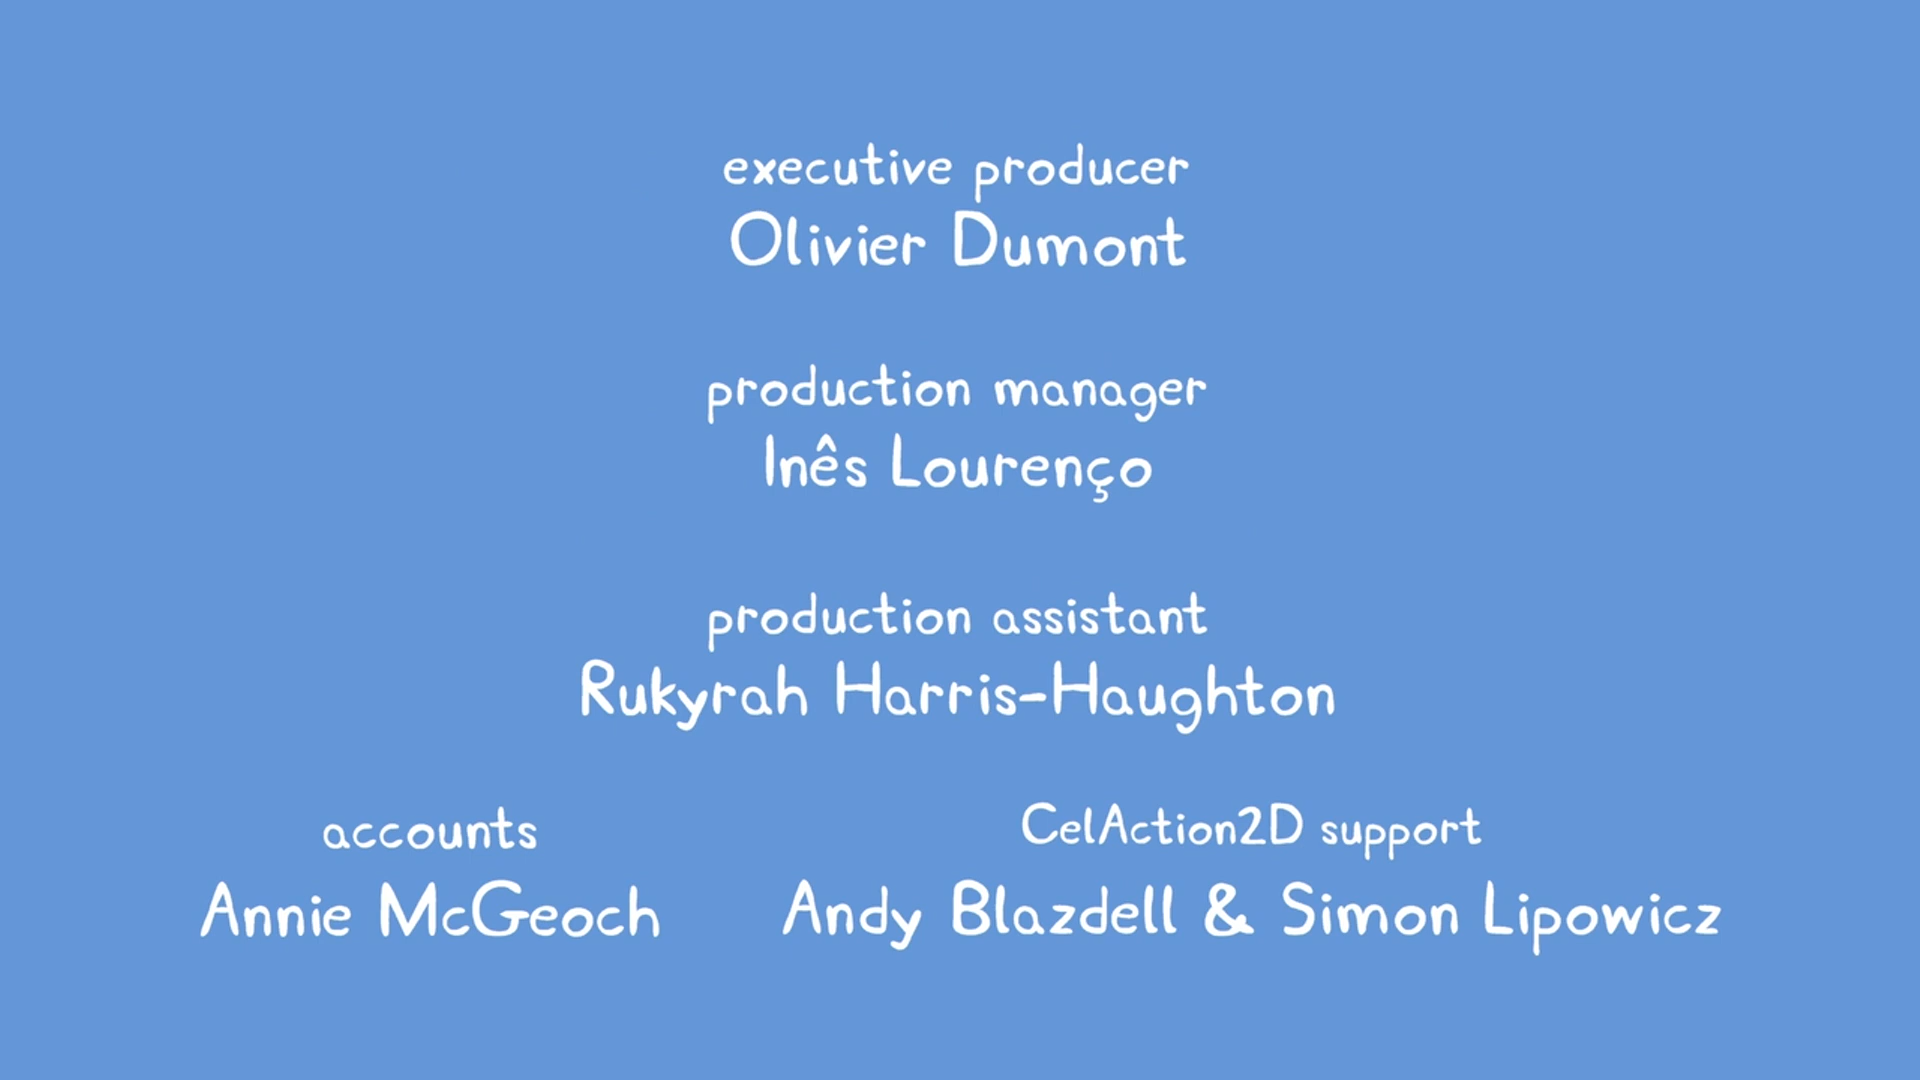 executive producer
Olivier Dumont
production manager
Inês Lourenço
production assistant
Rukyrah Harris-Haughton
accounts
Annie McGeoch
CelAction2D support
Andy Blazdell & Simon Lipowicz